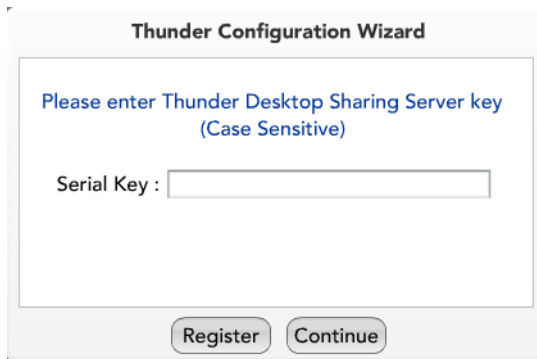 Thunder Configuration Wizard
Please enter Thunder Desktop Sharing Server key
(Case Sensitive)
Serial Key :
Register Continue